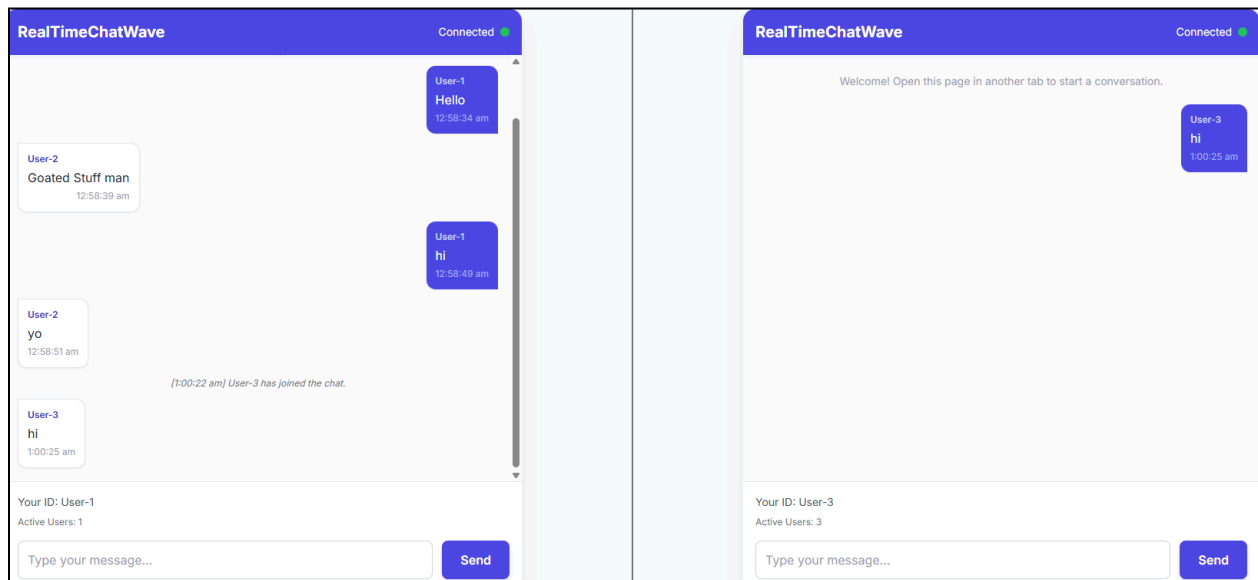 RealTimeChatWave
Connected
User-1
Hello
12:58:34 am
User-2
Goated Stuff man
12:58:39 am
User-1
hi
12:58:49 am
User-2
yo
12:58:51 am
[1:00:22 am] User-3 has joined the chat.
User-3
hi
1:00:25 am
Your ID: User-1
Active Users: 1
Type your message...
Send
RealTimeChatWave
Connected
Welcome! Open this page in another tab to start a conversation.
User-3
hi
1:00:25 am
Your ID: User-3
Active Users: 3
Type your message...
Send